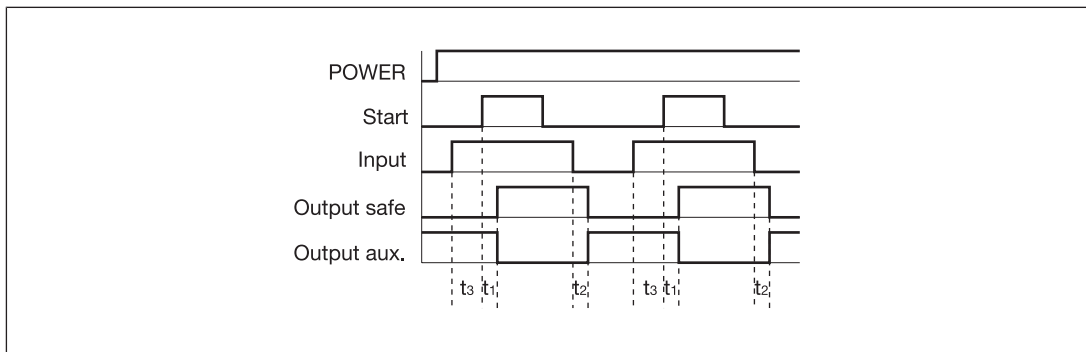 POWER
Start
Input
Output safe
Output aux.
t3 t1 t2 t3 t1 t2